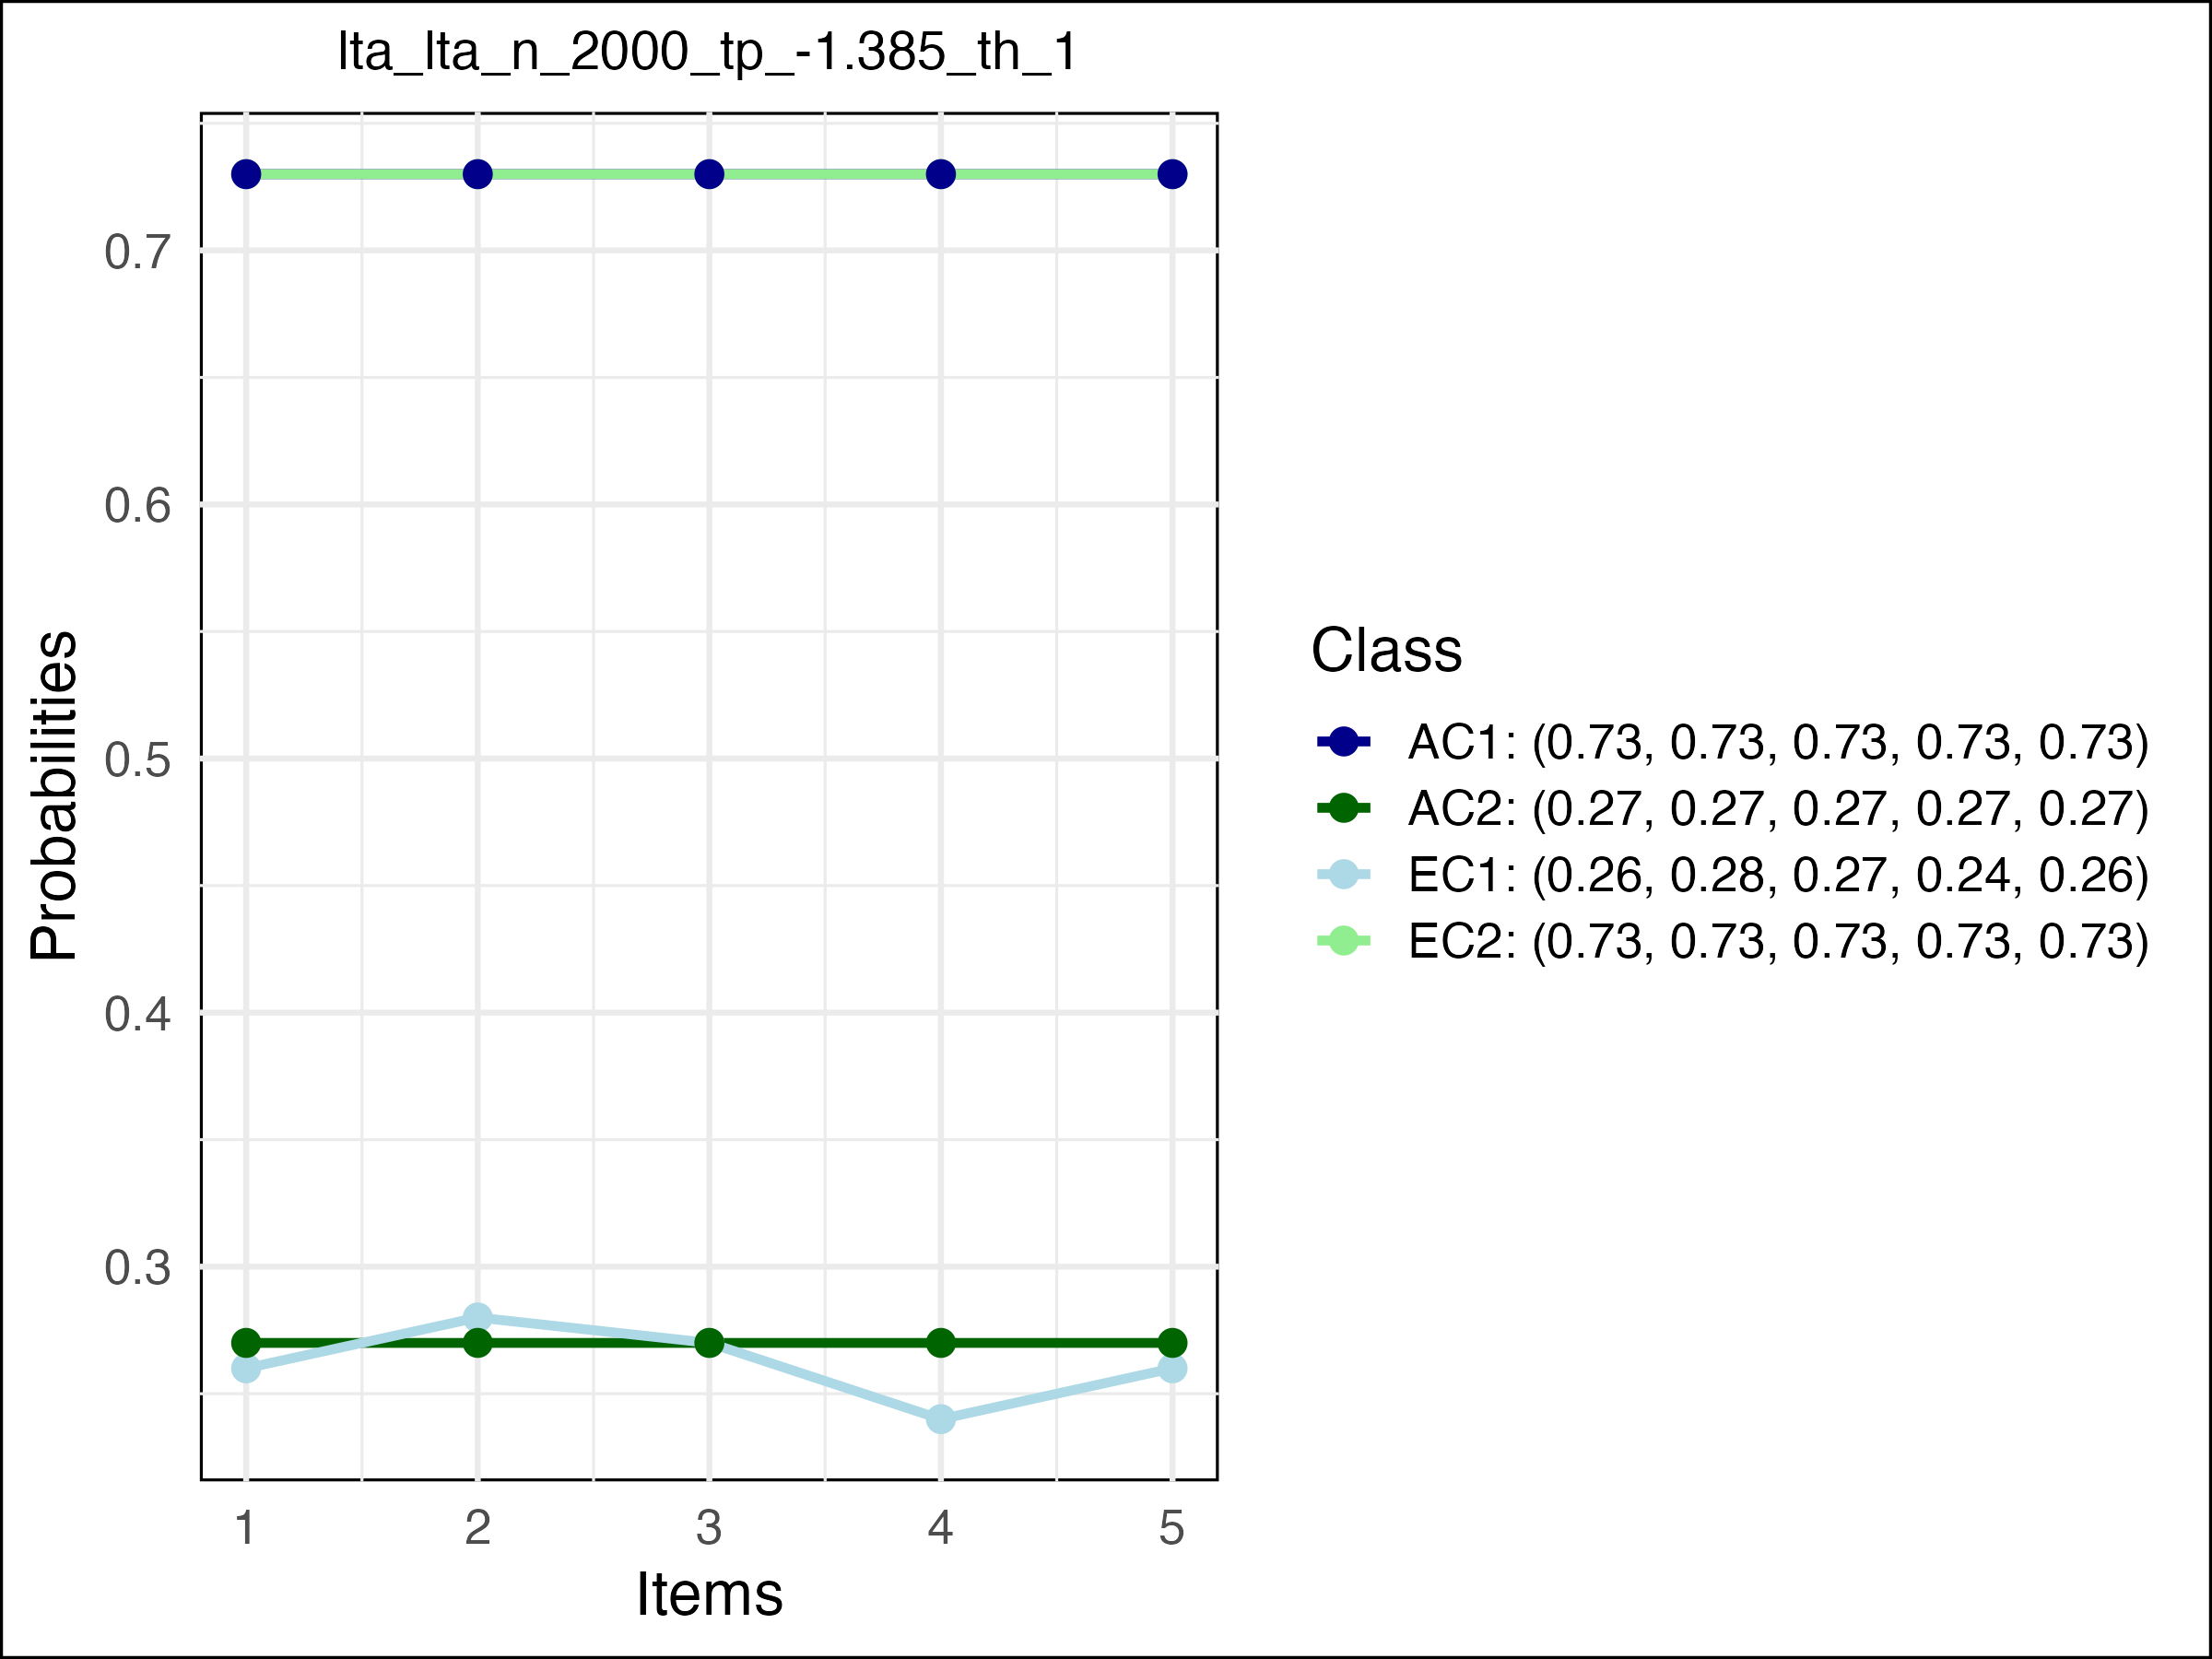 lta_lta_n_2000_tp_-1.385_th_1
Probabilities
0.7
0.6
0.5
0.4
0.3
1 2 3 4 5
Items
Class
AC1: (0.73, 0.73, 0.73, 0.73, 0.73)
AC2: (0.27, 0.27, 0.27, 0.27, 0.27)
EC1: (0.26, 0.28, 0.27, 0.24, 0.26)
EC2: (0.73, 0.73, 0.73, 0.73, 0.73)